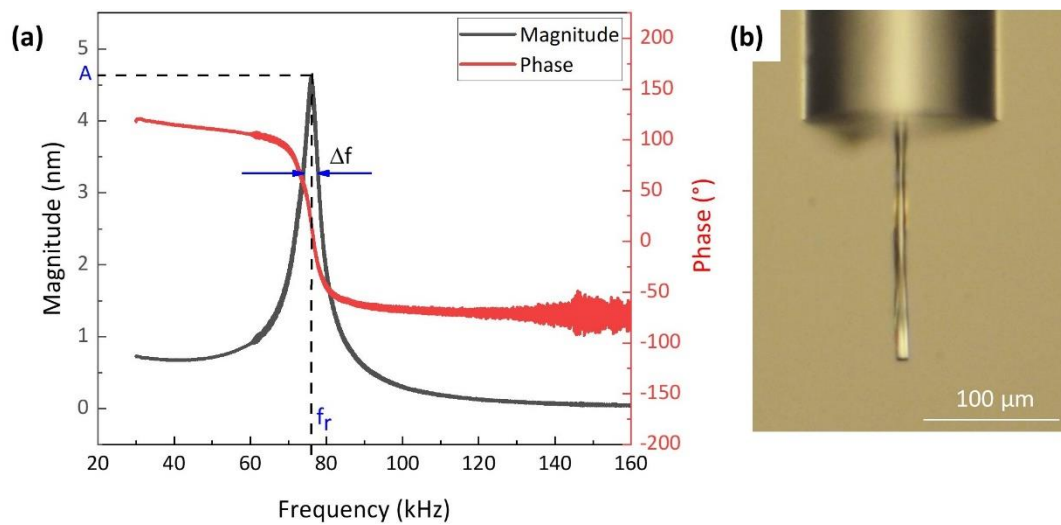 (a)
5
4
3
2
1
0
A
Magnitude (nm)
Magnitude
Phase
Δf
fr
200
150
100
50
0
-50
-100
-150
-200
Phase (°)
20
40
60
80
100
120
140
160
Frequency (kHz)
(b)
100 µm